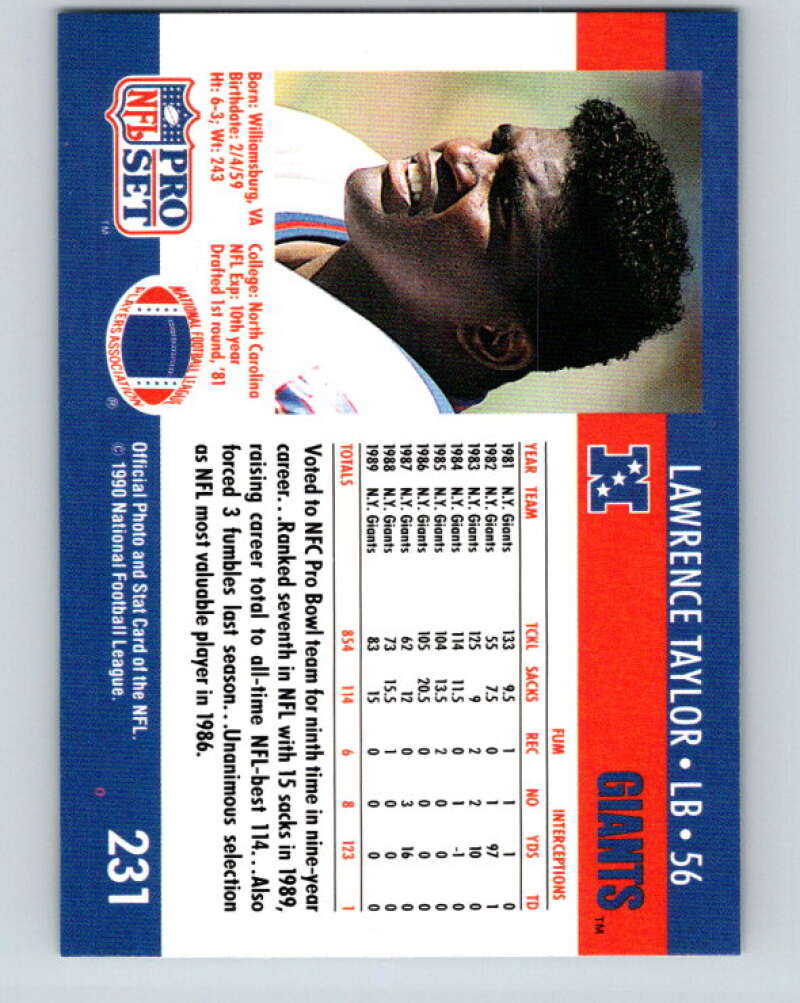 LAWRENCE TAYLOR • LB • 56
GIANTS™
N
Born: Williamsburg, VA
Birthdate: 2/4/59
Ht: 6-3; Wt: 243
College: North Carolina
NFL Exp: 10th year
Drafted 1st round, '81
FUM INTERCEPTIONS
YEAR TEAM TCKL SACKS REC NO YDS TD
1981 N.Y. Giants 133 9.5 1 1 1 0
1982 N.Y. Giants 55 7.5 0 1 97 1
1983 N.Y. Giants 125 9 2 2 10 0
1984 N.Y. Giants 114 11.5 0 1 -1 0
1985 N.Y. Giants 104 13.5 2 0 0 0
1986 N.Y. Giants 105 20.5 0 0 0 0
1987 N.Y. Giants 62 12 0 3 16 0
1988 N.Y. Giants 73 15.5 1 0 0 0
1989 N.Y. Giants 83 15 0 0 0 0
TOTALS 854 114 6 8 123 1
Voted to NFC Pro Bowl team for ninth time in nine-year
career...Ranked seventh in NFL with 15 sacks in 1989,
raising career total to all-time NFL-best 114...Also
forced 3 fumbles last season...Unanimous selection
as NFL most valuable player in 1986.
NFL PRO SET™
NATIONAL FOOTBALL LEAGUE
PLAYERS ASSOCIATION ®
Official Photo and Stat Card of the NFL.
© 1990 National Football League.
231